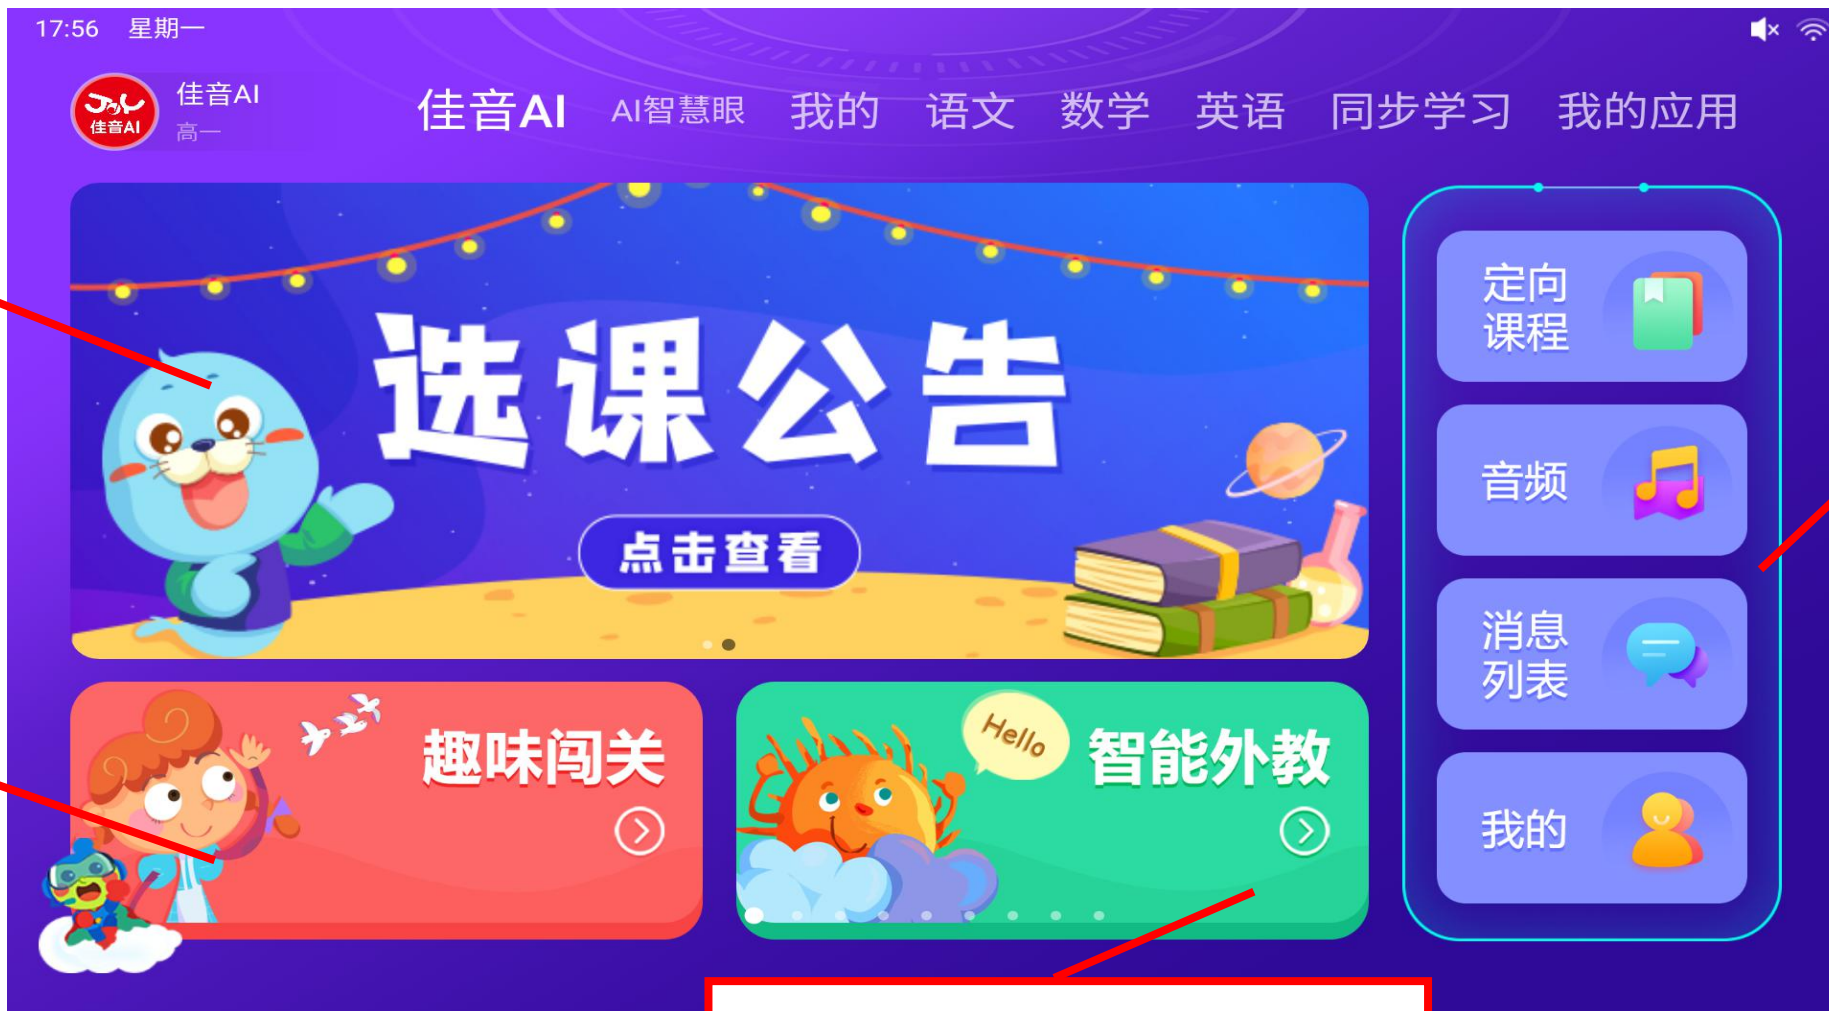 17:56 星期一
JoyL
佳音AI
佳音AI
高一
佳音AI AI智慧眼 我的 语文 数学 英语 同步学习 我的应用
选课公告
点击查看
定向
课程
音频
消息
列表
我的
趣味闯关
Hello
智能外教